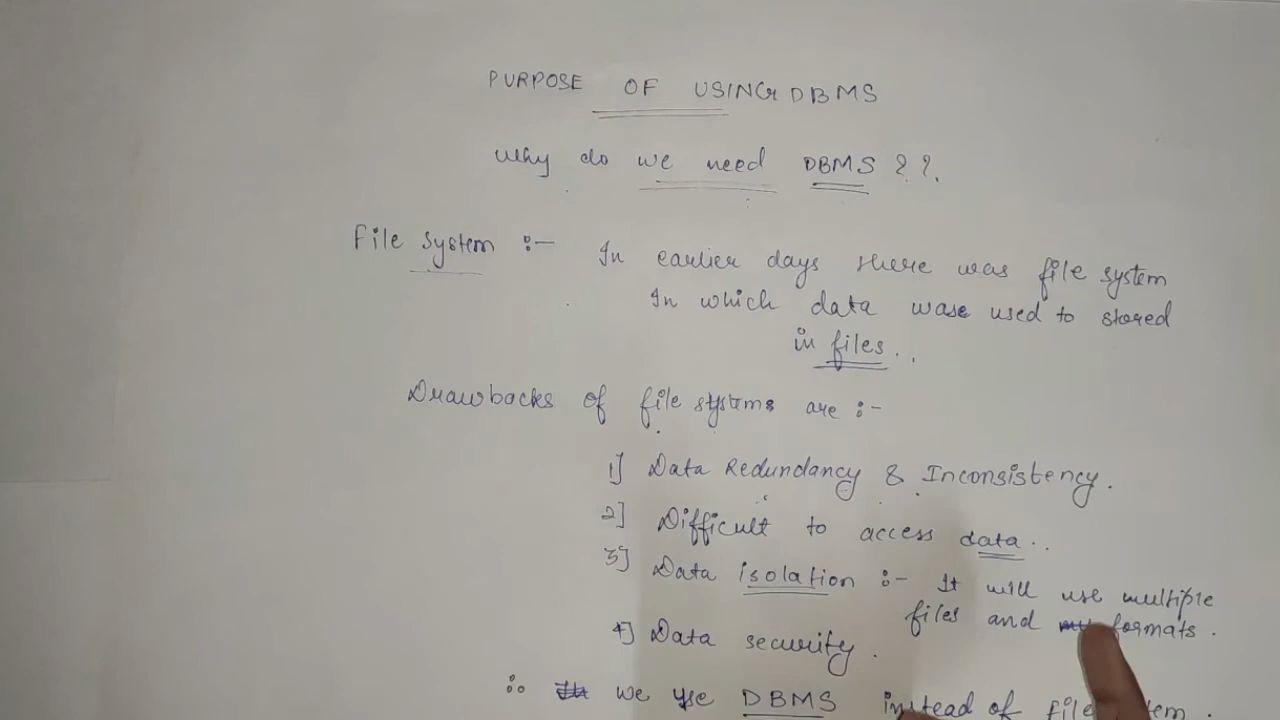 PURPOSE OF USING DBMS
Why do we need DBMS ??.
File System :- In earlier days there was file system
In which data was used to stored
in files..
Drawbacks of file systems are :-
1] Data Redundancy & Inconsistency.
2] Difficult to access data..
3] Data isolation :- It will use multiple
files and formats.
4] Data security.
∴ we use DBMS instead of file